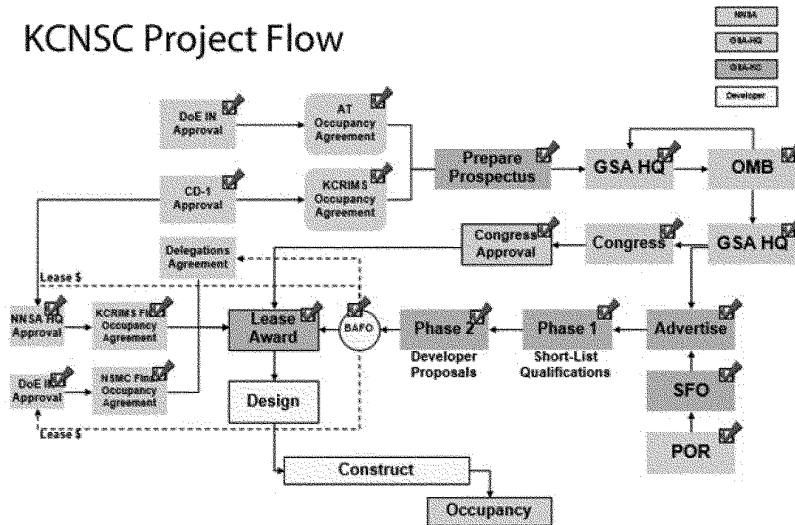 KCNSC Project Flow
NNSA
GSA-HQ
GSA-KC
Developer
DoE IN
Approval
AT
Occupancy
Agreement
Prepare
Prospectus
GSA HQ
OMB
CD-1
Approval
KCRIMS
Occupancy
Agreement
Delegations
Agreement
Congress
Approval
Congress
GSA HQ
Lease $
NNSA HQ
Approval
KCRIMS
Occupancy
Agreement
Lease
Award
BAFO
Phase 2
Developer
Proposals
Phase 1
Short-List
Qualifications
Advertise
DoE IN
Approval
NSMC
Occupancy
Agreement
SFO
Design
Lease $
POR
Construct
Occupancy